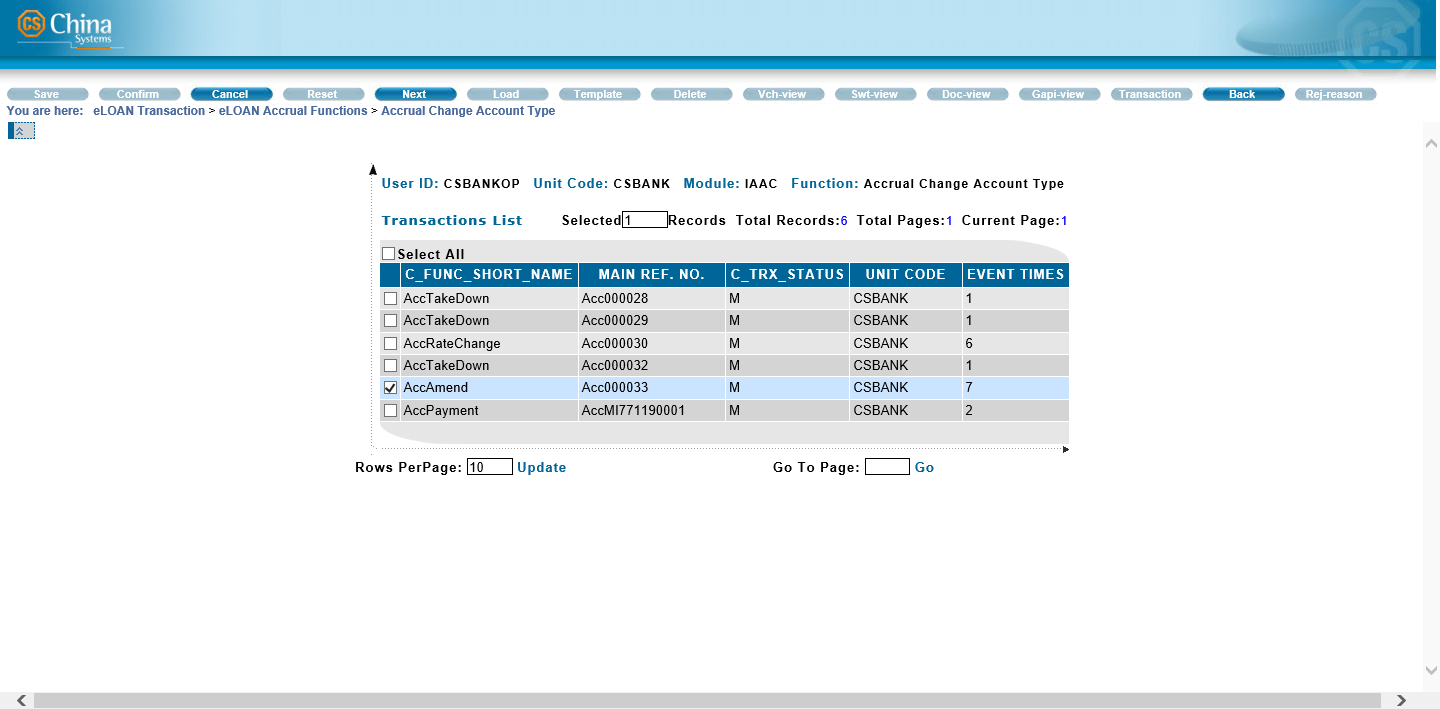 CS China
Systems
CS
Save Confirm Cancel Reset Next Load Template Delete Vch-view Swt-view Doc-view Gapi-view Transaction Back Rej-reason
You are here: eLOAN Transaction > eLOAN Accrual Functions > Accrual Change Account Type
User ID: CSBANKOP Unit Code: CSBANK Module: IAAC Function: Accrual Change Account Type
Transactions List Selected 1 Records Total Records:6 Total Pages:1 Current Page:1
Select All
C_FUNC_SHORT_NAME MAIN REF. NO. C_TRX_STATUS UNIT CODE EVENT TIMES
AccTakeDown Acc000028 M CSBANK 1
AccTakeDown Acc000029 M CSBANK 1
AccRateChange Acc000030 M CSBANK 6
AccTakeDown Acc000032 M CSBANK 1
AccAmend Acc000033 M CSBANK 7
AccPayment AccMI771190001 M CSBANK 2
Rows PerPage: 10 Update Go To Page: Go